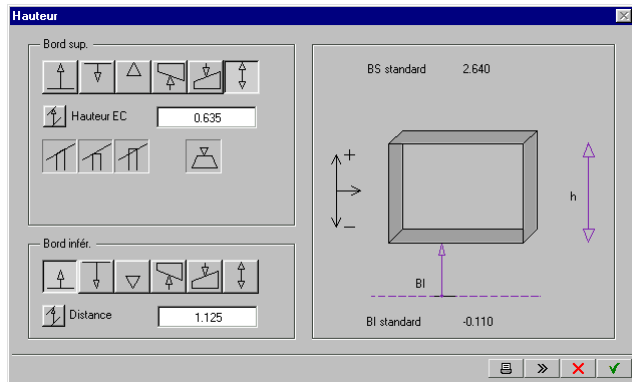 Hauteur
Bord sup.
Hauteur EC 0.635
Bord infér.
Distance 1.125
BS standard 2.640
+
h
–
BI
BI standard -0.110